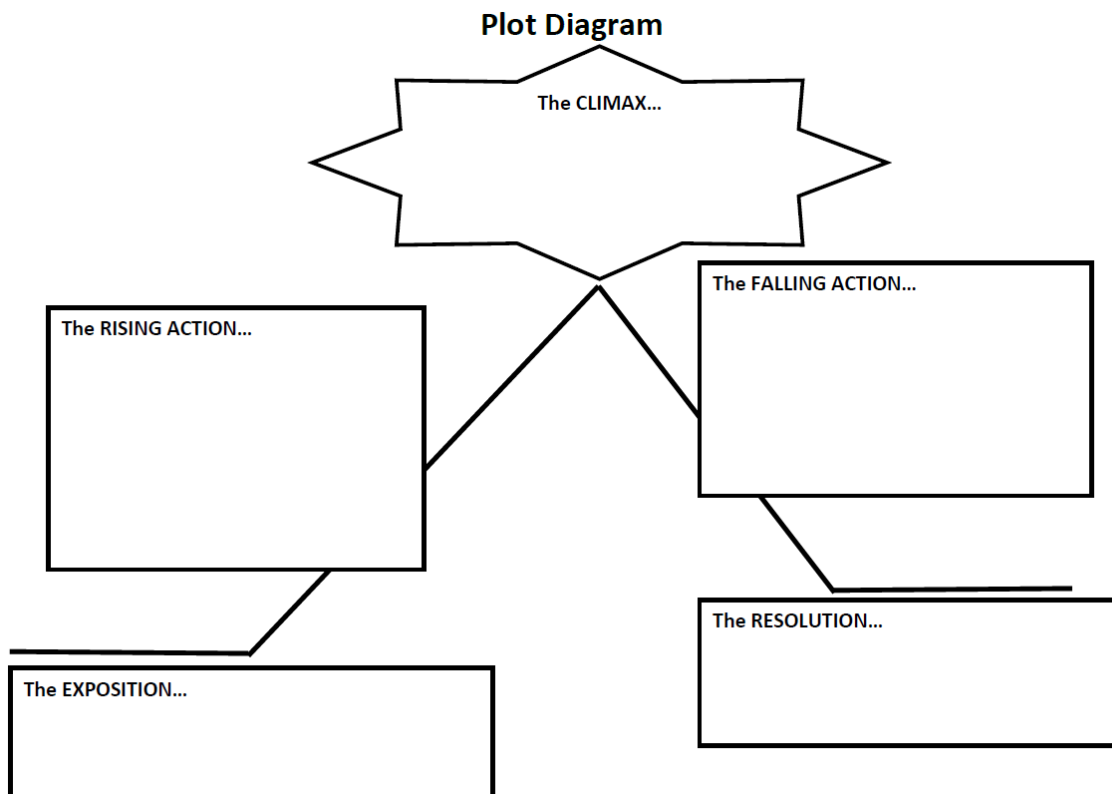 Plot Diagram
The CLIMAX...
The FALLING ACTION...
The RISING ACTION...
The RESOLUTION...
The EXPOSITION...